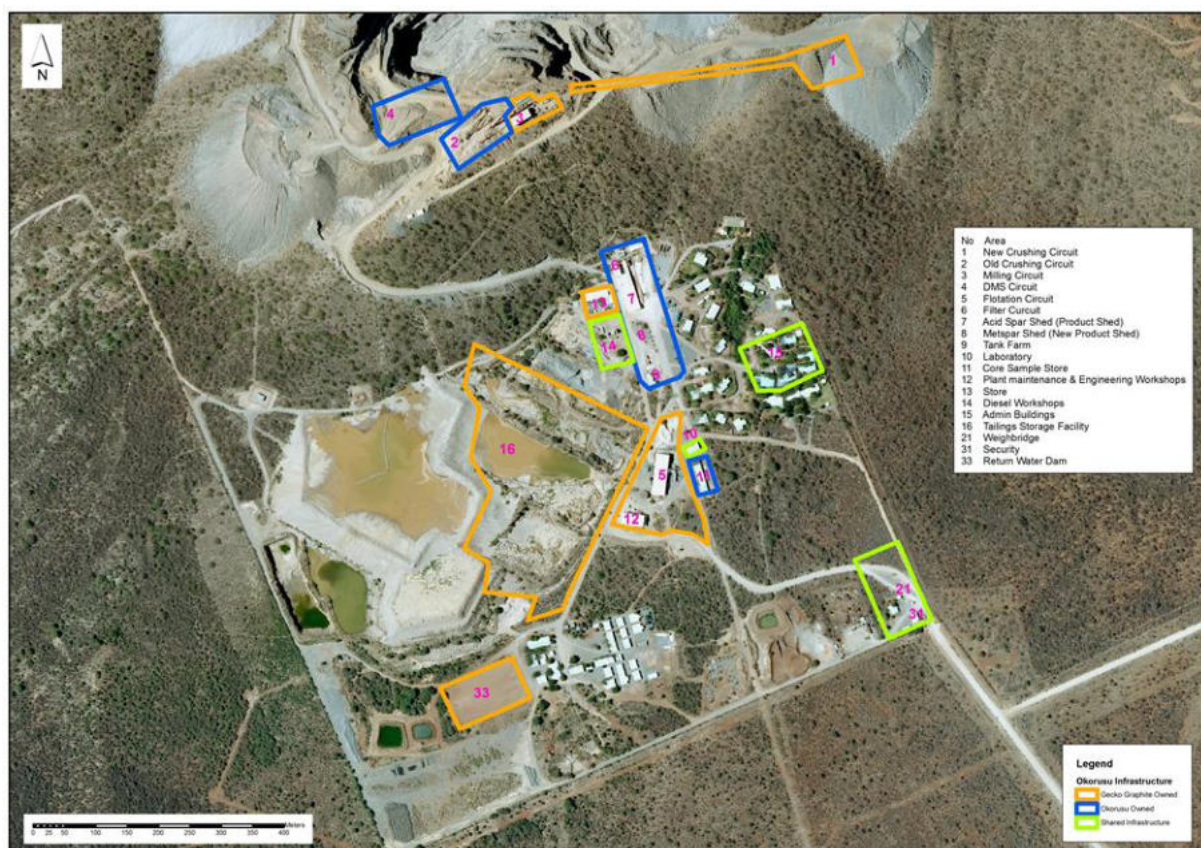 N
1
4
3
2
6
7
13
8
14
15
9
10
16
5
11
12
21
31
33
No Area
1 New Crushing Circuit
2 Old Crushing Circuit
3 Milling Circuit
4 DMS Circuit
5 Flotation Circuit
6 Filter Curcuit
7 Acid Spar Shed (Product Shed)
8 Metspar Shed (New Product Shed)
9 Tank Farm
10 Laboratory
11 Core Sample Store
12 Plant maintenance & Engineering Workshops
13 Store
14 Diesel Workshops
15 Admin Buildings
16 Tailings Storage Facility
21 Weighbridge
31 Security
33 Return Water Dam
Legend
Okorusu Infrastructure
Gecko Graphite Owned
Okorusu Owned
Shared Infrastructure
Meters
0 25 50 100 150 200 250 300 350 400